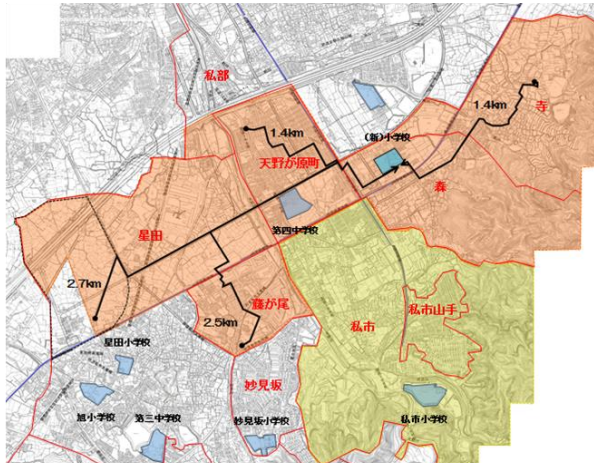 私部
1.4km
(新)小学校
1.4km
寺
天野が原町
森
星田
第四中学校
2.7km
藤が尾
私市山手
2.5km
私市
星田小学校
妙見坂
旭小学校
第三中学校
妙見坂小学校
私市小学校